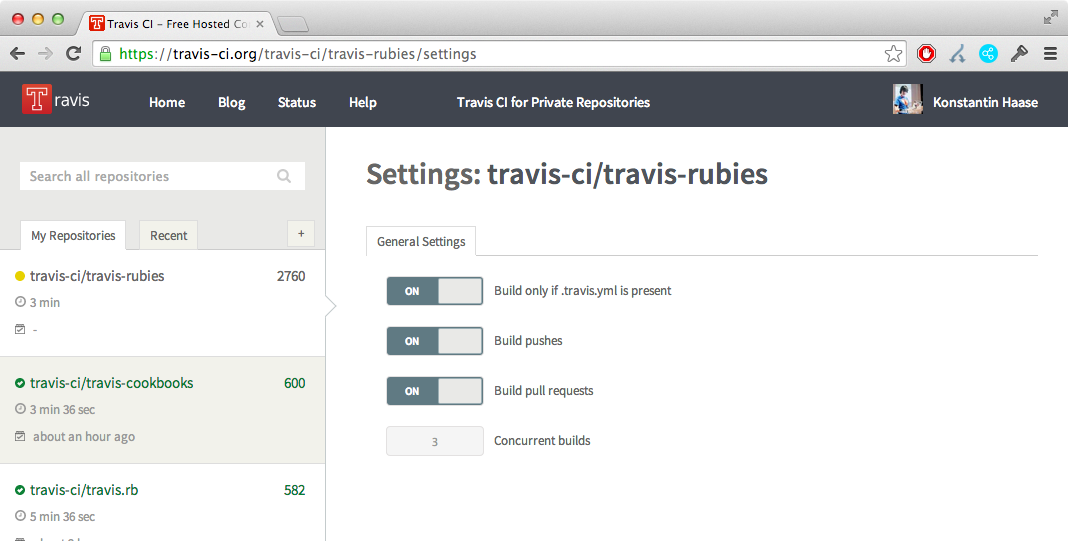 Travis CI – Free Hosted Co
https://travis-ci.org/travis-ci/travis-rubies/settings
Travis
Home
Blog
Status
Help
Travis CI for Private Repositories
Konstantin Haase
Search all repositories
My Repositories
Recent
+
travis-ci/travis-rubies 2760
3 min
-
travis-ci/travis-cookbooks 600
3 min 36 sec
about an hour ago
travis-ci/travis.rb 582
5 min 36 sec
Settings: travis-ci/travis-rubies
General Settings
ON Build only if .travis.yml is present
ON Build pushes
ON Build pull requests
3 Concurrent builds